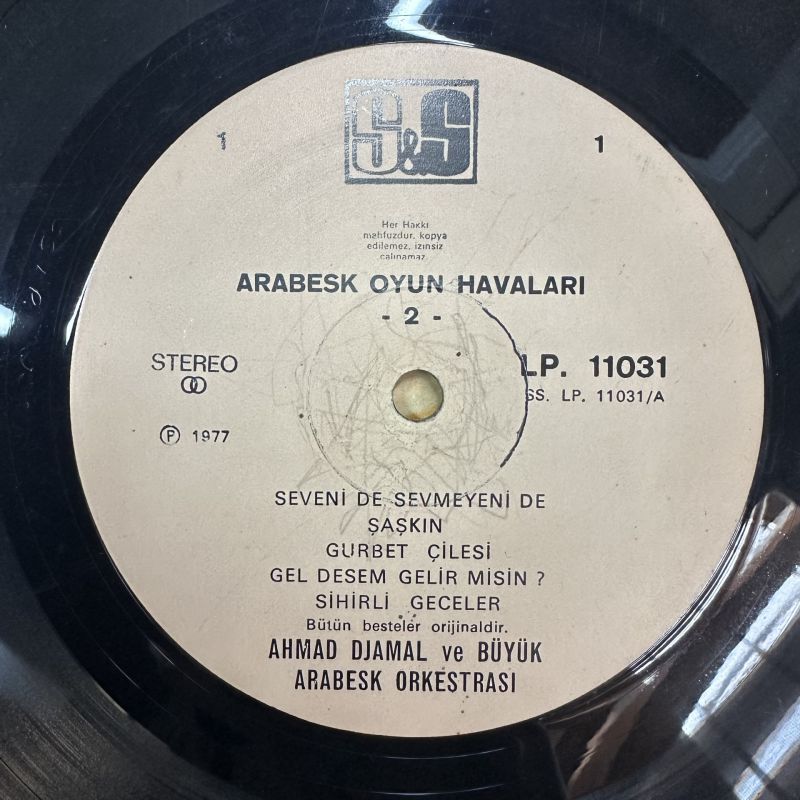 S&S
1 1
Her Hakkı
mahfuzdur, kopya
edilemez, izinsiz
çalınamaz.
ARABESK OYUN HAVALARI
- 2 -
STEREO
LP. 11031
SS. LP. 11031/A
Ⓟ 1977
SEVENİ DE SEVMEYENİ DE
ŞAŞKIN
GURBET ÇİLESİ
GEL DESEM GELİR MİSİN ?
SİHİRLİ GECELER
Bütün besteler orijinaldir.
AHMAD DJAMAL ve BÜYÜK
ARABESK ORKESTRASI